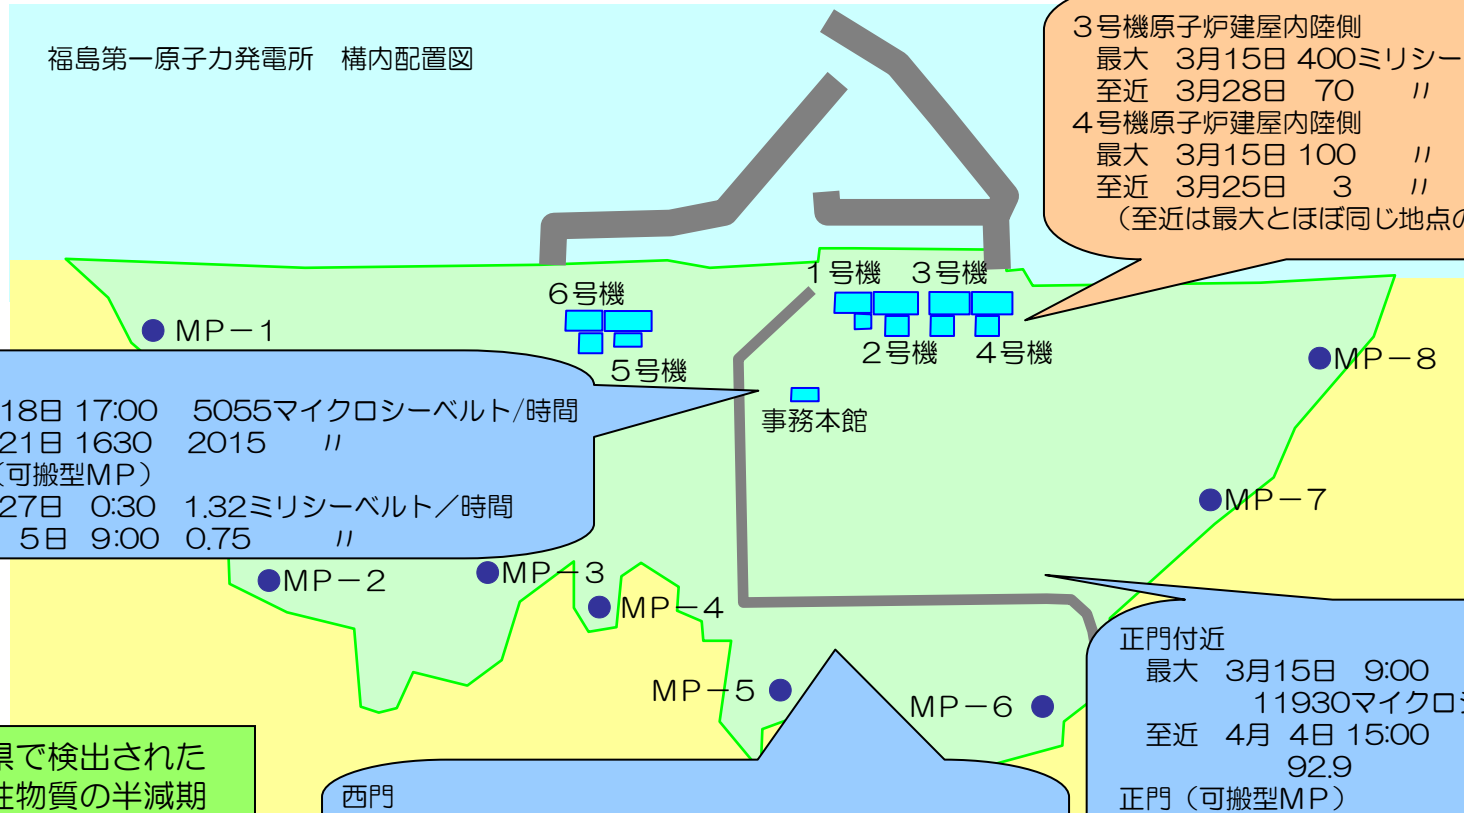 福島第一原子力発電所　構内配置図
３号機原子炉建屋内陸側
最大　3月15日 400ミリシー
至近　3月28日　70　　〃
４号機原子炉建屋内陸側
最大　3月15日 100　　〃
至近　3月25日　 3　　〃
（至近は最大とほぼ同じ地点の
１号機　３号機
６号機
２号機　４号機
５号機
事務本館
ＭＰ－１
ＭＰ－８
18日 17:00　5055マイクロシーベルト/時間
21日 1630　2015　　〃
（可搬型ＭＰ）
27日　0:30　1.32ミリシーベルト／時間
5日　9:00　0.75　　　〃
ＭＰ－７
ＭＰ－２
ＭＰ－３
ＭＰ－４
ＭＰ－５
ＭＰ－６
正門付近
最大　3月15日　9:00
11930マイクロシ
至近　4月 4日 15:00
92.9
正門（可搬型ＭＰ）
県で検出された
性物質の半減期
西門